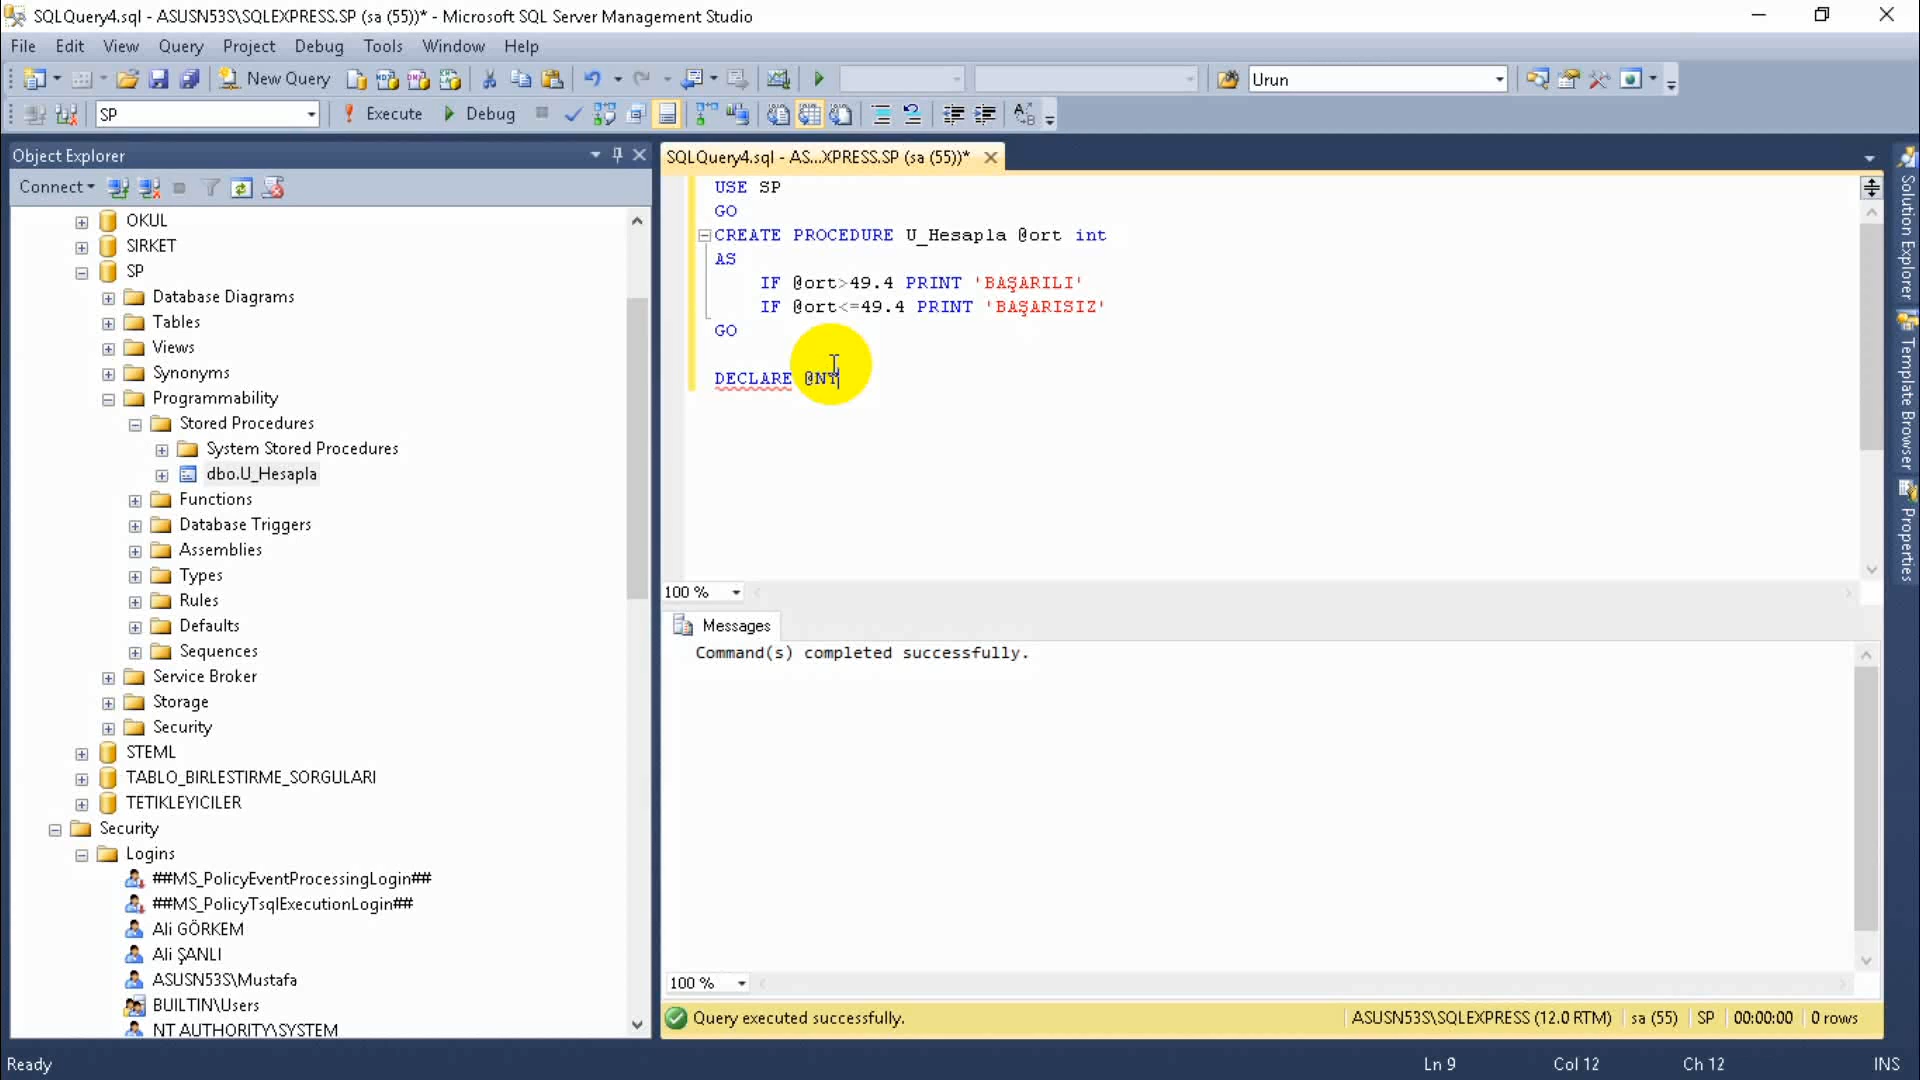 SQLQuery4.sql - ASUSN53S\SQLEXPRESS.SP (sa (55))* - Microsoft SQL Server Management Studio
File Edit View Query Project Debug Tools Window Help
New Query
Urun
SP
Execute
Debug
Object Explorer
Connect
OKUL
SIRKET
SP
Database Diagrams
Tables
Views
Synonyms
Programmability
Stored Procedures
System Stored Procedures
dbo.U_Hesapla
Functions
Database Triggers
Assemblies
Types
Rules
Defaults
Sequences
Service Broker
Storage
Security
STEML
TABLO_BIRLESTIRME_SORGULARI
TETIKLEYICILER
Security
Logins
##MS_PolicyEventProcessingLogin##
##MS_PolicyTsqlExecutionLogin##
Ali GÖRKEM
Ali ŞANLI
ASUSN53S\Mustafa
BUILTIN\Users
NT AUTHORITY\SYSTEM
SQLQuery4.sql - AS...XPRESS.SP (sa (55))*
USE SP
GO
CREATE PROCEDURE U_Hesapla @ort int
AS
IF @ort>49.4 PRINT 'BAŞARILI'
IF @ort<=49.4 PRINT 'BAŞARISIZ'
GO
DECLARE @NT
100 %
Messages
Command(s) completed successfully.
100 %
Query executed successfully.
ASUSN53S\SQLEXPRESS (12.0 RTM)
sa (55)
SP
00:00:00
0 rows
Solution Explorer
Template Browser
Properties
Ready
Ln 9
Col 12
Ch 12
INS